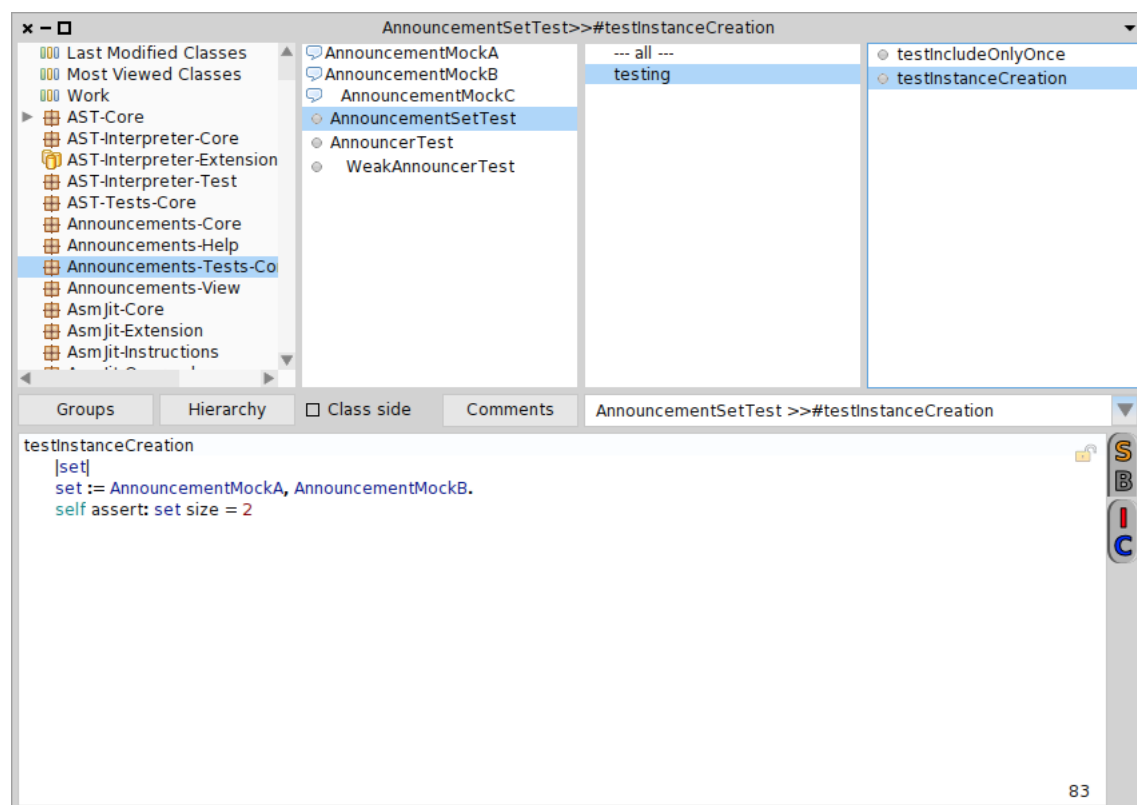 AnnouncementSetTest>>#testInstanceCreation
Last Modified Classes
Most Viewed Classes
Work
AST-Core
AST-Interpreter-Core
AST-Interpreter-Extension
AST-Interpreter-Test
AST-Tests-Core
Announcements-Core
Announcements-Help
Announcements-Tests-Co
Announcements-View
AsmJit-Core
AsmJit-Extension
AsmJit-Instructions
AnnouncementMockA
AnnouncementMockB
AnnouncementMockC
AnnouncementSetTest
AnnouncerTest
WeakAnnouncerTest
--- all ---
testing
testIncludeOnlyOnce
testInstanceCreation
Groups
Hierarchy
Class side
Comments
AnnouncementSetTest >>#testInstanceCreation
testInstanceCreation
|set|
set := AnnouncementMockA, AnnouncementMockB.
self assert: set size = 2
S
B
I
C
83